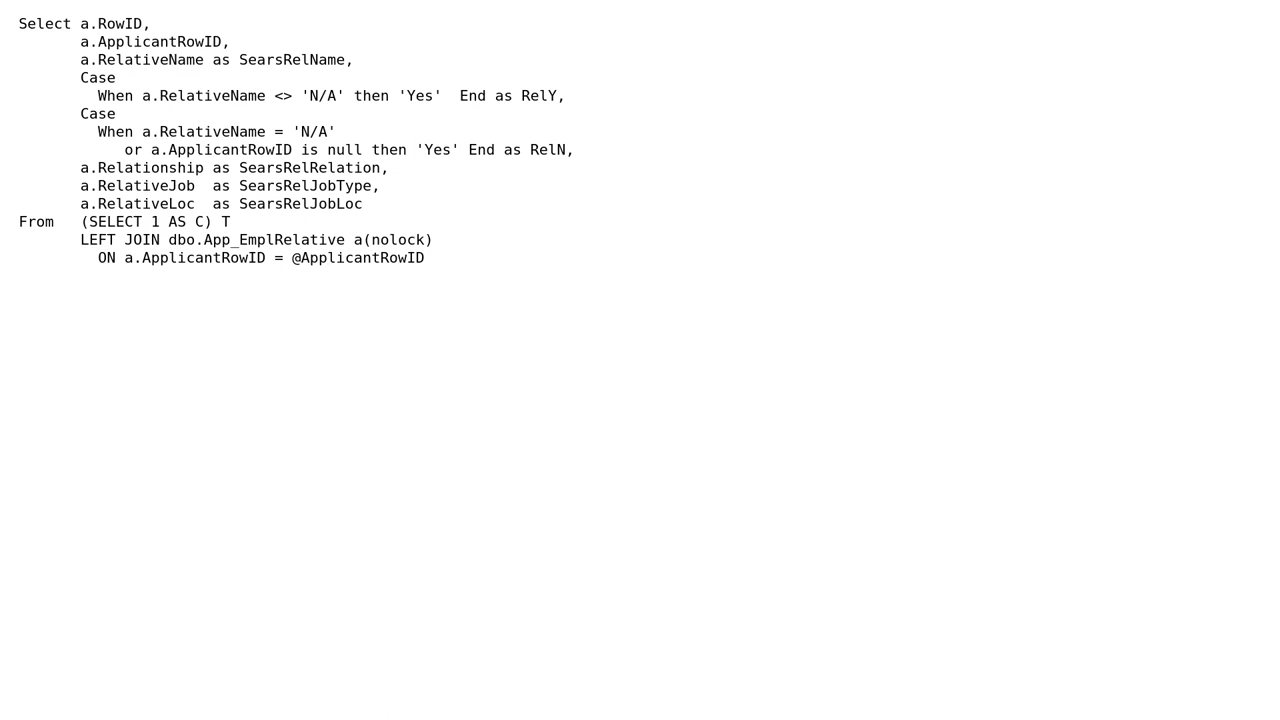 Select a.RowID,
       a.ApplicantRowID,
       a.RelativeName as SearsRelName,
       Case
         When a.RelativeName <> 'N/A' then 'Yes'  End as RelY,
       Case
         When a.RelativeName = 'N/A'
            or a.ApplicantRowID is null then 'Yes' End as RelN,
       a.Relationship as SearsRelRelation,
       a.RelativeJob  as SearsRelJobType,
       a.RelativeLoc  as SearsRelJobLoc
From   (SELECT 1 AS C) T
       LEFT JOIN dbo.App_EmplRelative a(nolock)
         ON a.ApplicantRowID = @ApplicantRowID